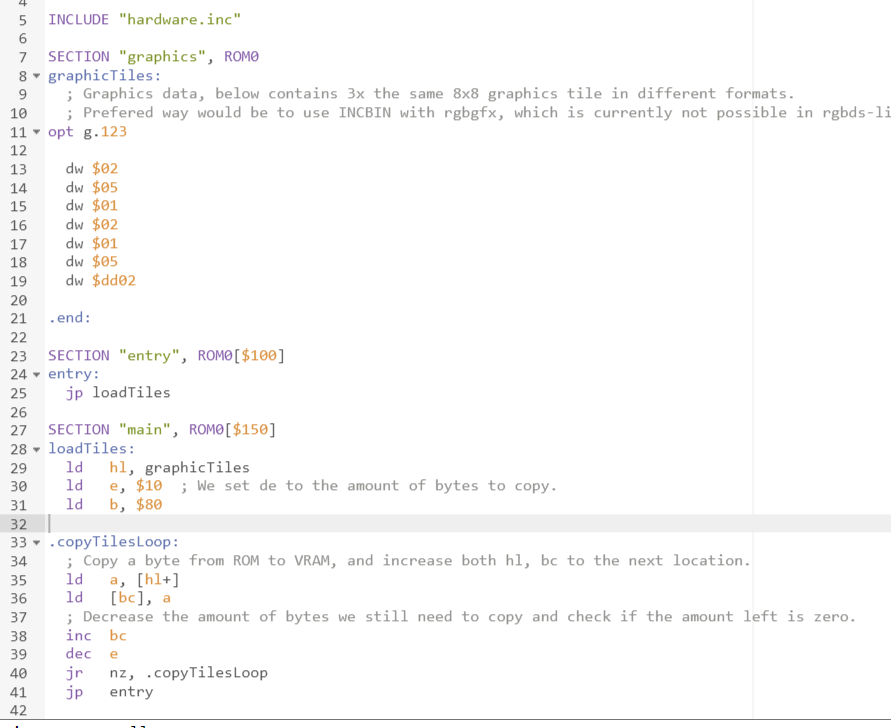 4
5 INCLUDE "hardware.inc"
6
7 SECTION "graphics", ROM0
8 graphicTiles:
9 ; Graphics data, below contains 3x the same 8x8 graphics tile in different formats.
10 ; Prefered way would be to use INCBIN with rgbgfx, which is currently not possible in rgbds-li
11 opt g.123
12
13 dw $02
14 dw $05
15 dw $01
16 dw $02
17 dw $01
18 dw $05
19 dw $dd02
20
21 .end:
22
23 SECTION "entry", ROM0[$100]
24 entry:
25 jp loadTiles
26
27 SECTION "main", ROM0[$150]
28 loadTiles:
29 ld hl, graphicTiles
30 ld e, $10 ; We set de to the amount of bytes to copy.
31 ld b, $80
32
33 .copyTilesLoop:
34 ; Copy a byte from ROM to VRAM, and increase both hl, bc to the next location.
35 ld a, [hl+]
36 ld [bc], a
37 ; Decrease the amount of bytes we still need to copy and check if the amount left is zero.
38 inc bc
39 dec e
40 jr nz, .copyTilesLoop
41 jp entry
42